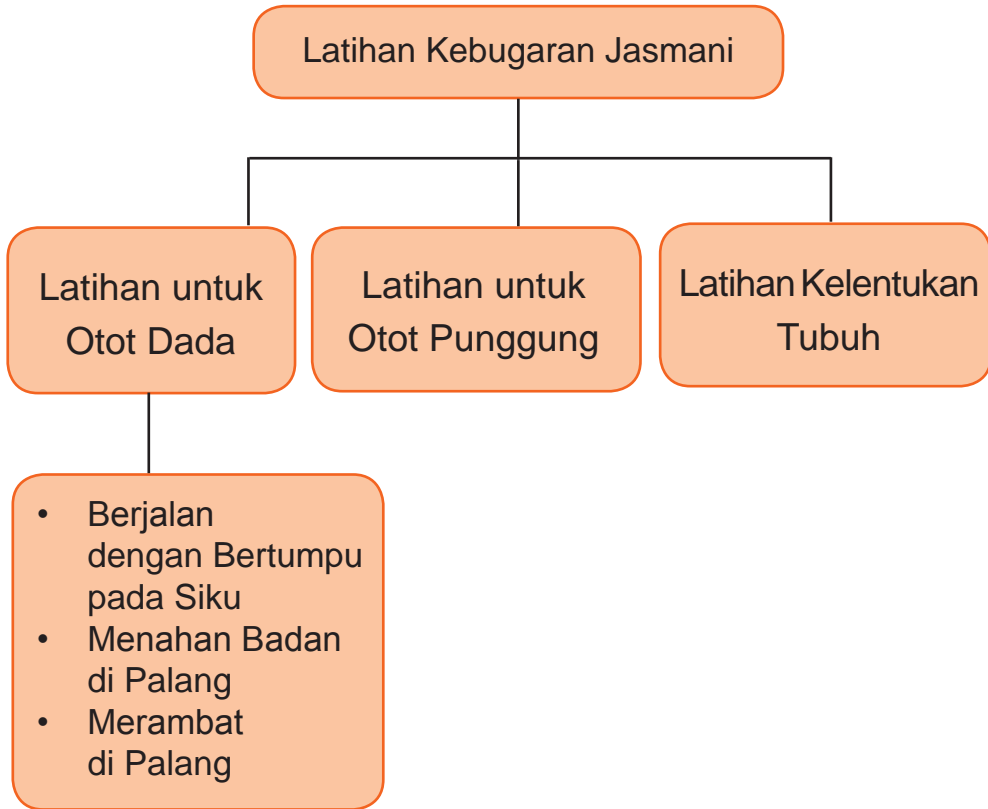 Latihan Kebugaran Jasmani
Latihan untuk
Otot Dada
Latihan untuk
Otot Punggung
Latihan Kelentukan
Tubuh
• Berjalan
dengan Bertumpu
pada Siku
• Menahan Badan
di Palang
• Merambat
di Palang